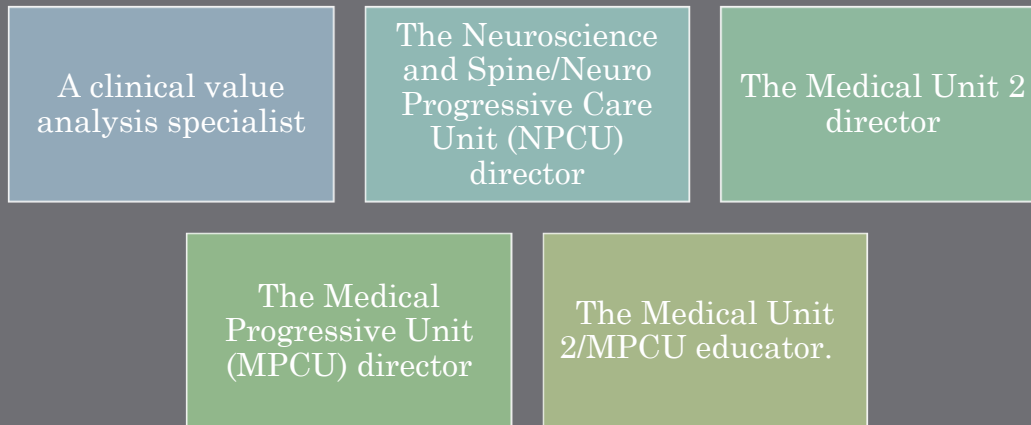 A clinical value
analysis specialist
The Neuroscience
and Spine/Neuro
Progressive Care
Unit (NPCU)
director
The Medical Unit 2
director
The Medical
Progressive Unit
(MPCU) director
The Medical Unit
2/MPCU educator.